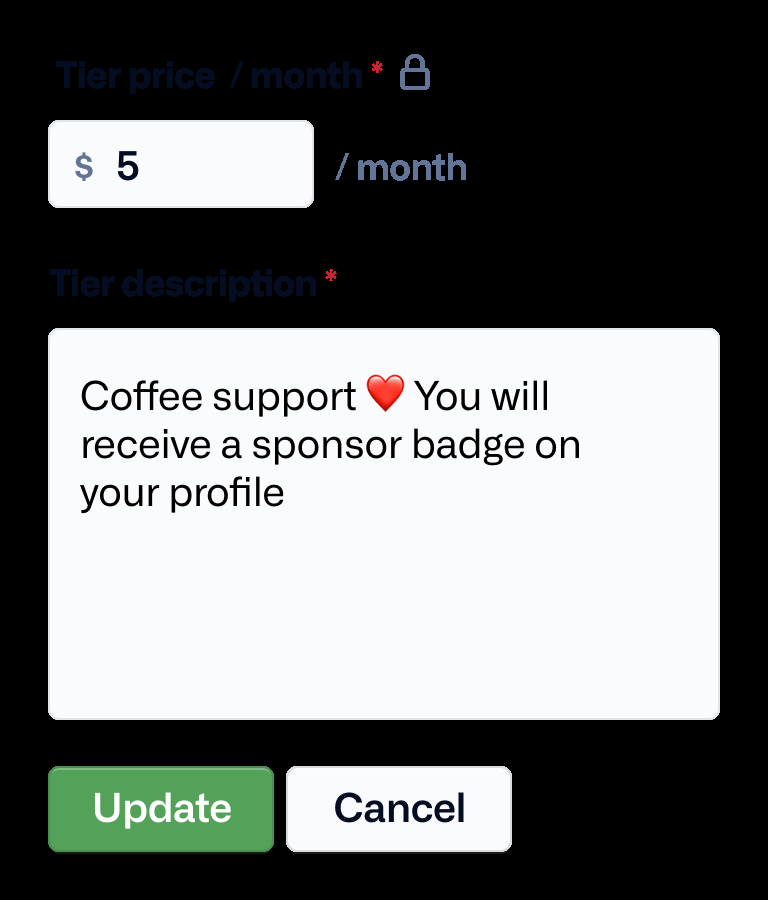 Tier price / month *
$ 5 / month
Tier description *
Coffee support ❤️ You will
receive a sponsor badge on
your profile
Update Cancel